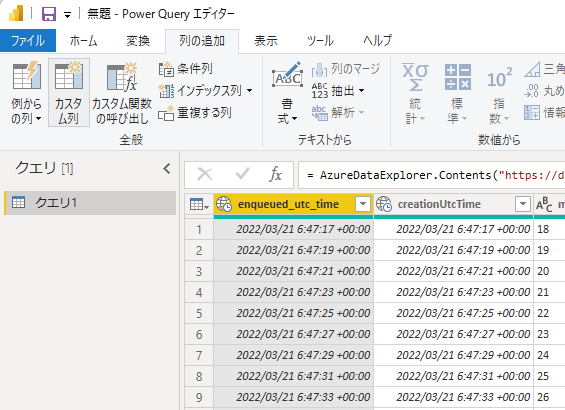 無題 - Power Query エディター
ファイル ホーム 変換 列の追加 表示 ツール ヘルプ
例から の列 カスタ ム列 カスタム関数 の呼び出し
条件列
インデックス列
重複する列
全般
書 式
列のマージ
ABC 123 抽出
解析
テキストから
統 計
標 準
10² 指 数
三角
.00 丸め
情報
数値から
クエリ [1]
クエリ1
= AzureDataExplorer.Contents("https://d
enqueued_utc_time creationUtcTime ABC m
1 2022/03/21 6:47:17 +00:00 2022/03/21 6:47:17 +00:00 18
2 2022/03/21 6:47:19 +00:00 2022/03/21 6:47:19 +00:00 19
3 2022/03/21 6:47:21 +00:00 2022/03/21 6:47:21 +00:00 20
4 2022/03/21 6:47:23 +00:00 2022/03/21 6:47:23 +00:00 21
5 2022/03/21 6:47:25 +00:00 2022/03/21 6:47:25 +00:00 22
6 2022/03/21 6:47:27 +00:00 2022/03/21 6:47:27 +00:00 23
7 2022/03/21 6:47:29 +00:00 2022/03/21 6:47:29 +00:00 24
8 2022/03/21 6:47:31 +00:00 2022/03/21 6:47:31 +00:00 25
9 2022/03/21 6:47:33 +00:00 2022/03/21 6:47:33 +00:00 26